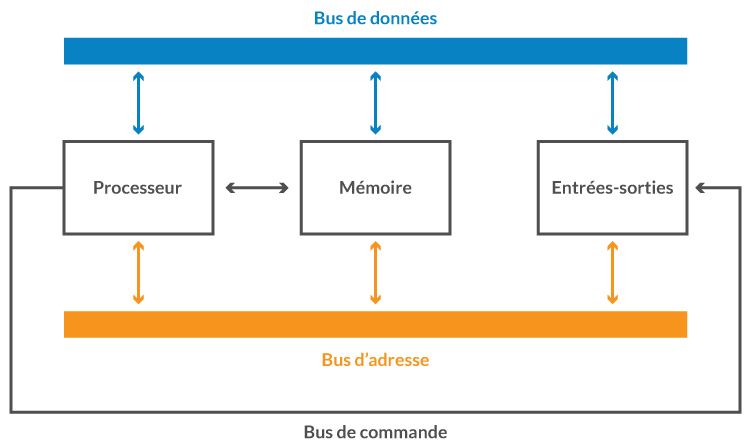 Bus de données
Processeur
Mémoire
Entrées-sorties
Bus d’adresse
Bus de commande